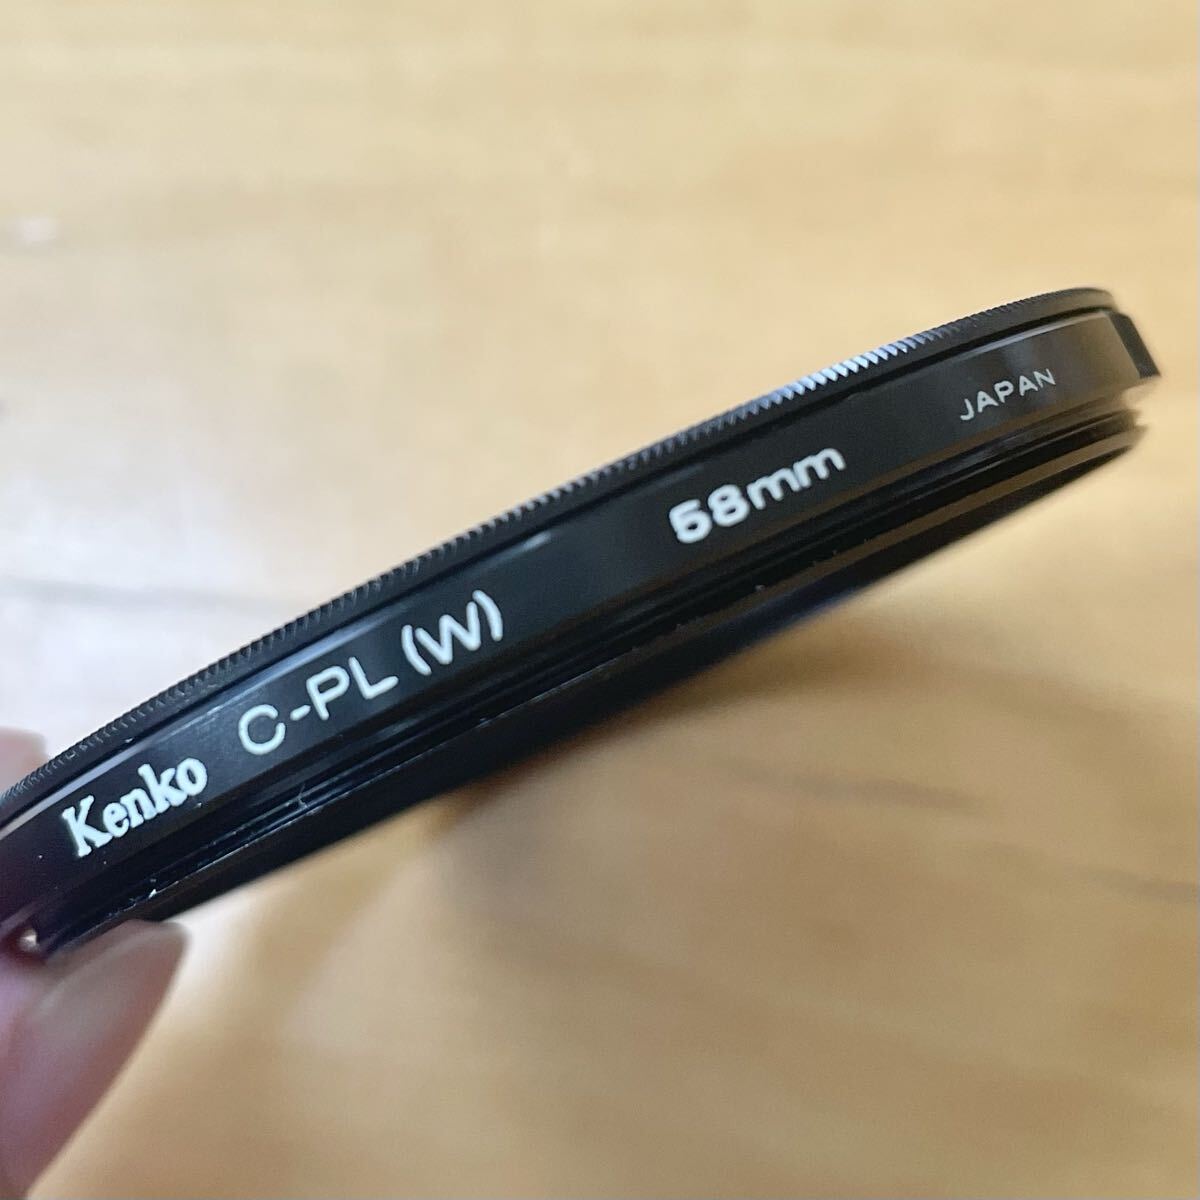 Kenko C-PL (W) 58mm JAPAN